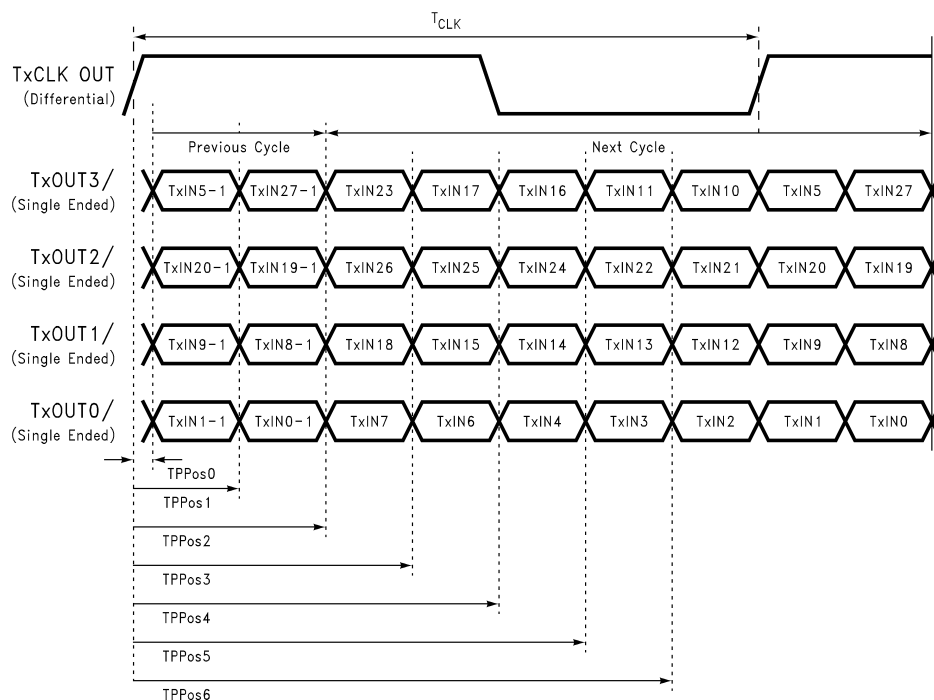 TCLK
TxCLK OUT
(Differential)
Previous Cycle Next Cycle
TxOUT3/
(Single Ended)
TxIN5-1 TxIN27-1 TxIN23 TxIN17 TxIN16 TxIN11 TxIN10 TxIN5 TxIN27
TxOUT2/
(Single Ended)
TxIN20-1 TxIN19-1 TxIN26 TxIN25 TxIN24 TxIN22 TxIN21 TxIN20 TxIN19
TxOUT1/
(Single Ended)
TxIN9-1 TxIN8-1 TxIN18 TxIN15 TxIN14 TxIN13 TxIN12 TxIN9 TxIN8
TxOUT0/
(Single Ended)
TxIN1-1 TxIN0-1 TxIN7 TxIN6 TxIN4 TxIN3 TxIN2 TxIN1 TxIN0
TPPos0
TPPos1
TPPos2
TPPos3
TPPos4
TPPos5
TPPos6